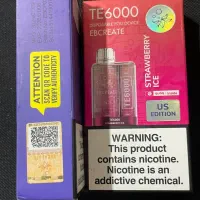 ATTENTION
SCAN QR CODE TO
VERIFY AUTHENTICITY
TE6000
EBCREATE
STRAWBERRY
ICE
TE6000
US
EDITION
WARNING:
This product
contains nicotine.
Nicotine is an
addictive chemical.